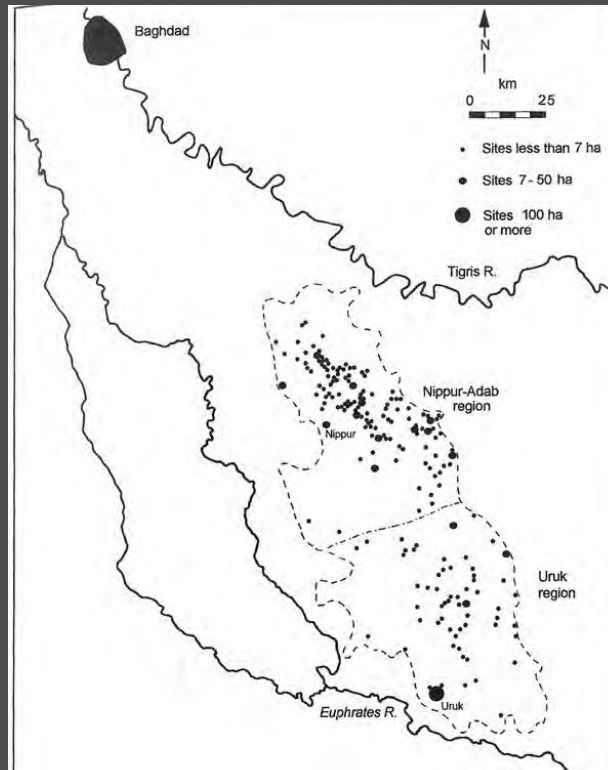 Baghdad
N
km
0 25
Sites less than 7 ha
Sites 7 - 50 ha
Sites 100 ha
or more
Tigris R.
Nippur-Adab
region
Nippur
Uruk
region
Uruk
Euphrates R.